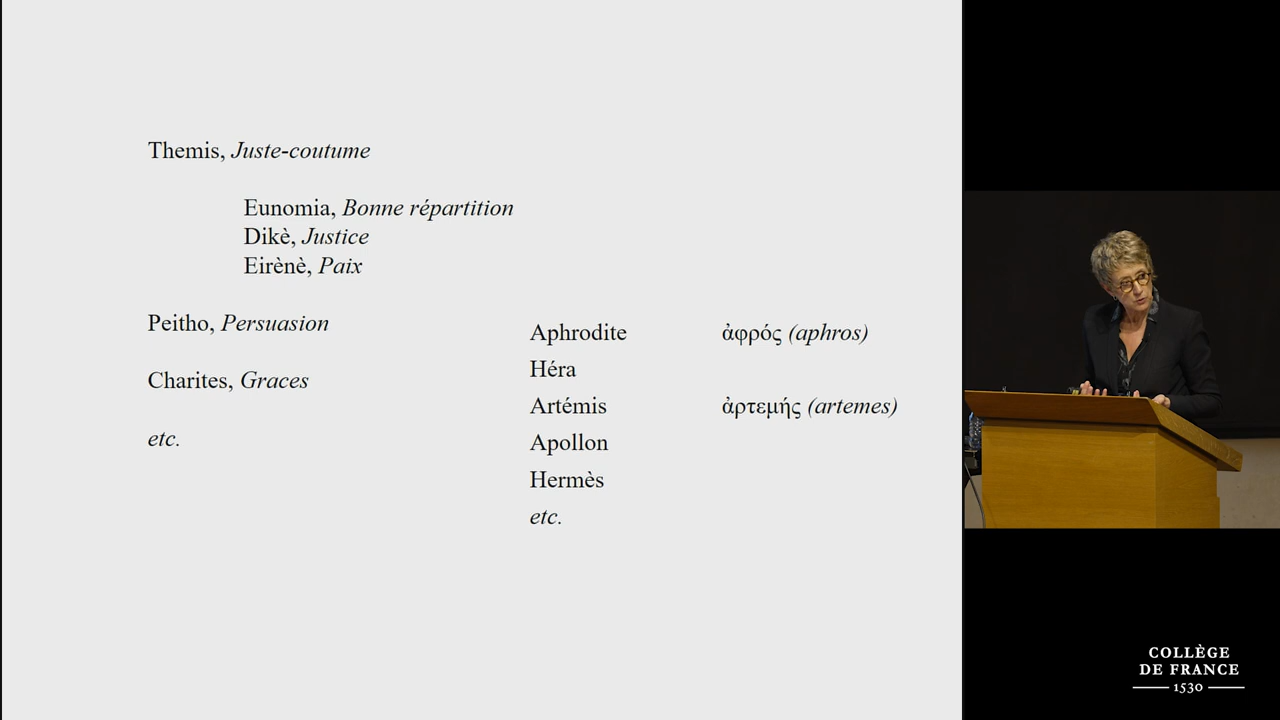 Themis, Juste-coutume
Eunomia, Bonne répartition
Dikè, Justice
Eirènè, Paix
Peitho, Persuasion
Charites, Graces
etc.
Aphrodite ἀφρός (aphros)
Héra
Artémis ἀρτεμής (artemes)
Apollon
Hermès
etc.
COLLÈGE
DE FRANCE
1530